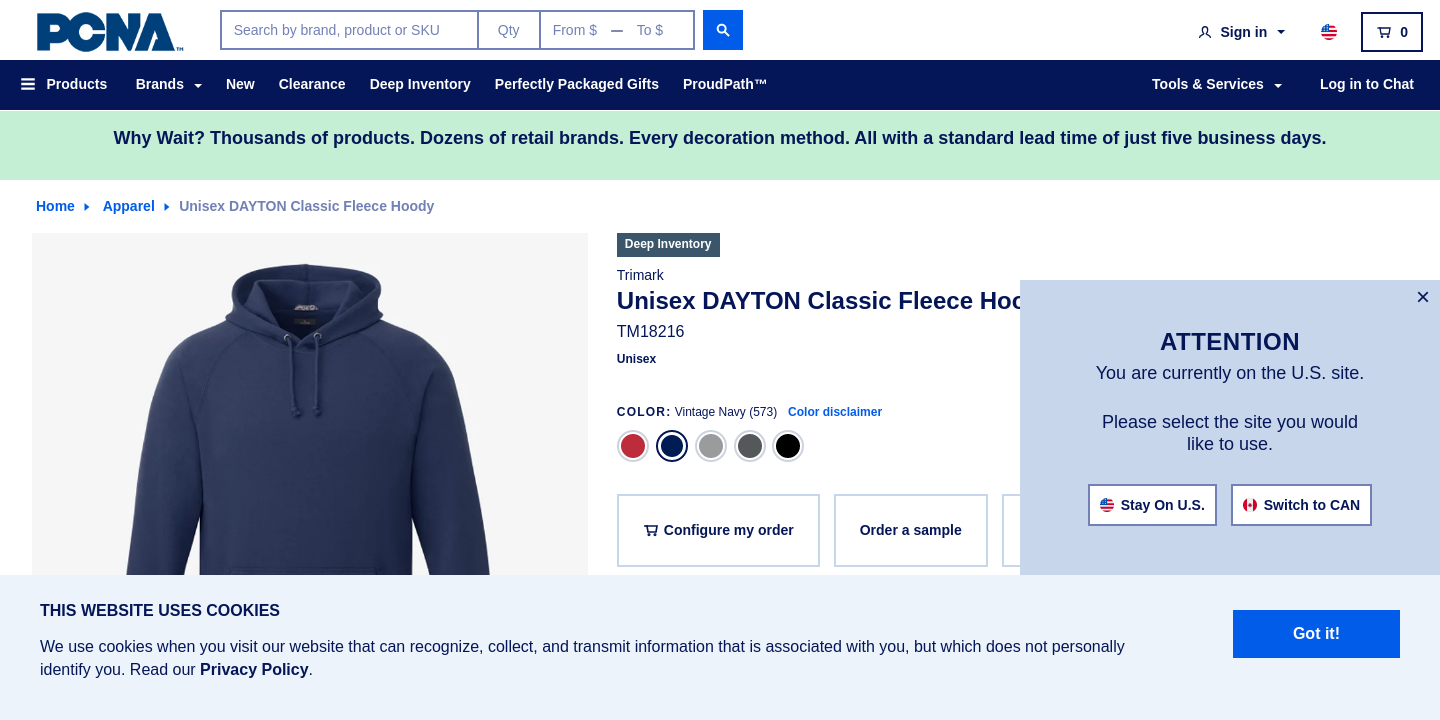 PCNA™
Search by brand, product or SKU
Qty
From $ — To $
Sign in
0
Products
Brands
New
Clearance
Deep Inventory
Perfectly Packaged Gifts
ProudPath™
Tools & Services
Log in to Chat
Why Wait? Thousands of products. Dozens of retail brands. Every decoration method. All with a standard lead time of just five business days.
Home
Apparel
Unisex DAYTON Classic Fleece Hoody
Deep Inventory
Trimark
Unisex DAYTON Classic Fleece Hoo
TM18216
Unisex
COLOR: Vintage Navy (573) Color disclaimer
Configure my order
Order a sample
×
ATTENTION
You are currently on the U.S. site.
Please select the site you would
like to use.
Stay On U.S.
Switch to CAN
THIS WEBSITE USES COOKIES
We use cookies when you visit our website that can recognize, collect, and transmit information that is associated with you, but which does not personally
identify you. Read our Privacy Policy.
Got it!